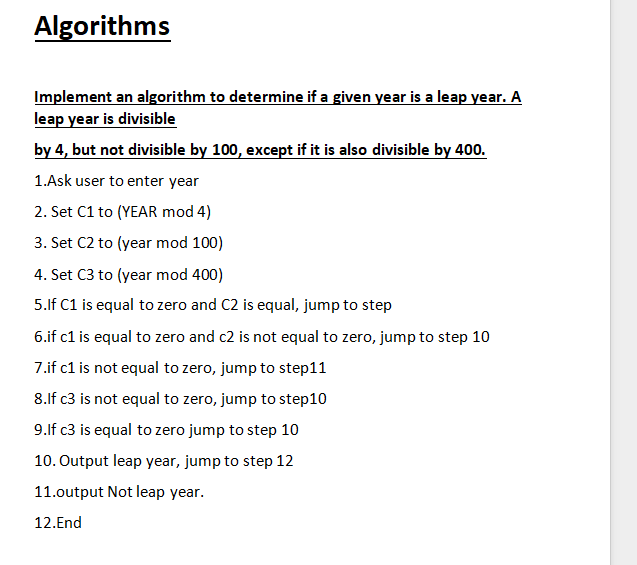 Algorithms
Implement an algorithm to determine if a given year is a leap year. A
leap year is divisible
by 4, but not divisible by 100, except if it is also divisible by 400.
1.Ask user to enter year
2. Set C1 to (YEAR mod 4)
3. Set C2 to (year mod 100)
4. Set C3 to (year mod 400)
5.If C1 is equal to zero and C2 is equal, jump to step
6.if c1 is equal to zero and c2 is not equal to zero, jump to step 10
7.if c1 is not equal to zero, jump to step11
8.If c3 is not equal to zero, jump to step10
9.If c3 is equal to zero jump to step 10
10. Output leap year, jump to step 12
11.output Not leap year.
12.End